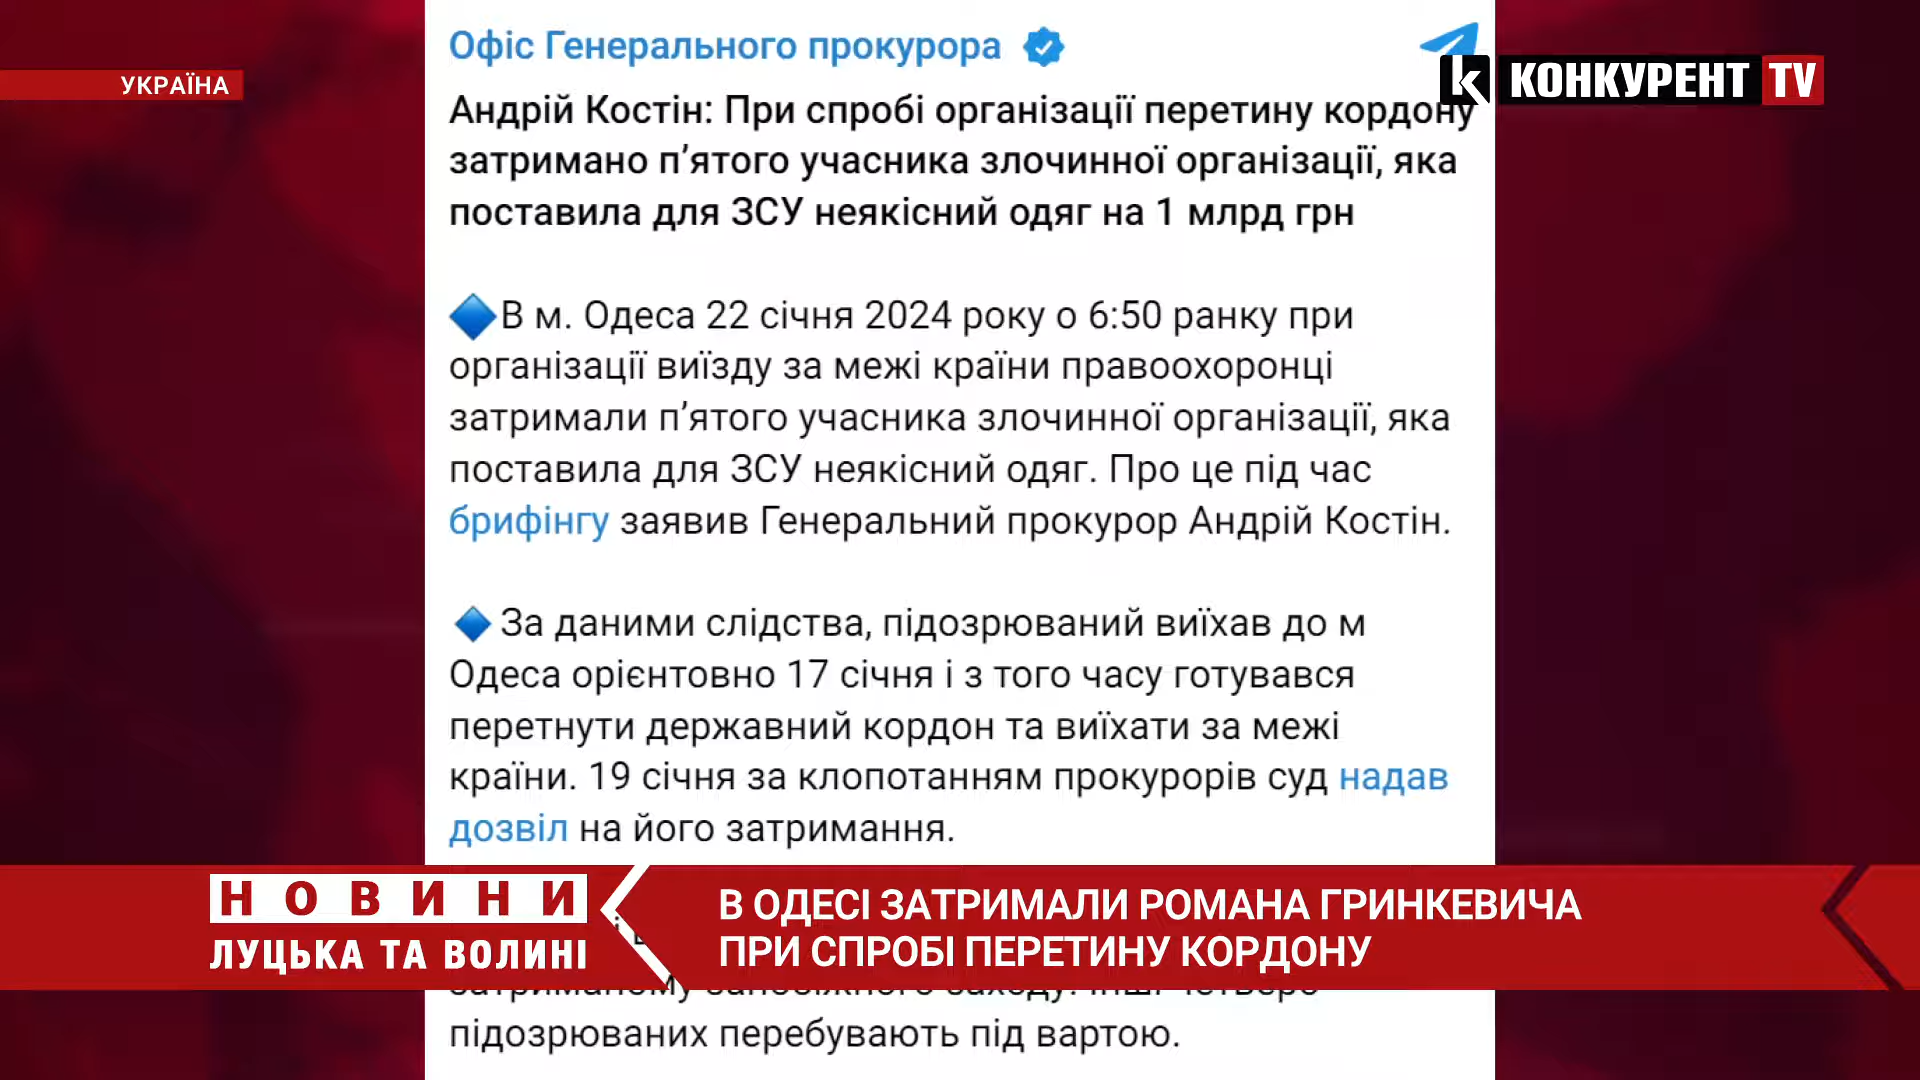 Офіс Генерального прокурора
УКРАЇНА
КОНКУРЕНТ TV
Андрій Костін: При спробі організації перетину кордону
затримано п’ятого учасника злочинної організації, яка
поставила для ЗСУ неякісний одяг на 1 млрд грн
В м. Одеса 22 січня 2024 року о 6:50 ранку при
організації виїзду за межі країни правоохоронці
затримали п’ятого учасника злочинної організації, яка
поставила для ЗСУ неякісний одяг. Про це під час
брифінгу заявив Генеральний прокурор Андрій Костін.
За даними слідства, підозрюваний виїхав до м
Одеса орієнтовно 17 січня і з того часу готувався
перетнути державний кордон та виїхати за межі
країни. 19 січня за клопотанням прокурорів суд надав
дозвіл на його затримання.
НОВИНИ
ЛУЦЬКА ТА ВОЛИНІ
В ОДЕСІ ЗАТРИМАЛИ РОМАНА ГРИНКЕВИЧА
ПРИ СПРОБІ ПЕРЕТИНУ КОРДОНУ
підозрюваних перебувають під вартою.